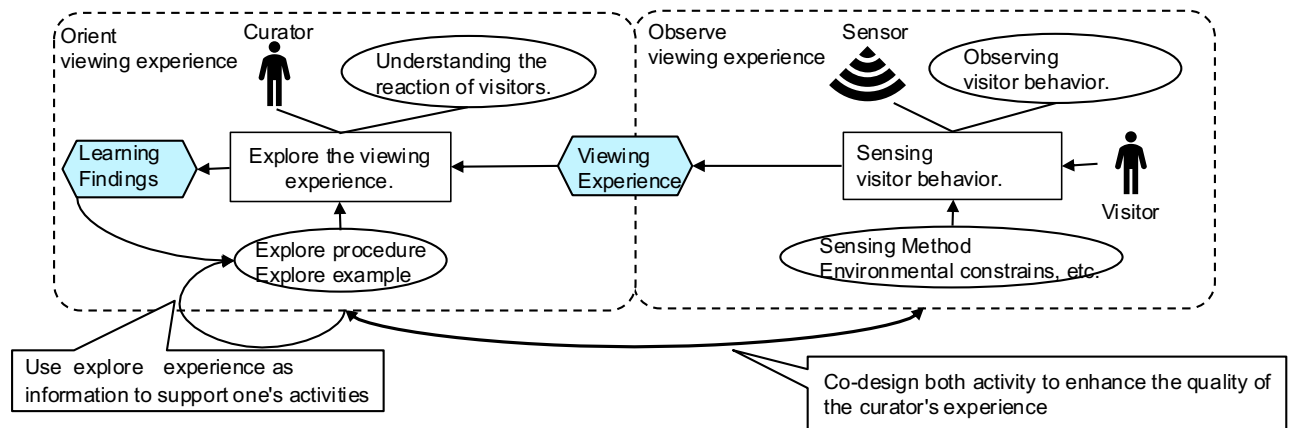 Orient
viewing experience
Curator
Understanding the
reaction of visitors.
Learning
Findings
Explore the viewing
experience.
Explore procedure
Explore example
Use explore experience as
information to support one's activities
Viewing
Experience
Observe
viewing experience
Sensor
Observing
visitor behavior.
Sensing
visitor behavior.
Visitor
Sensing Method
Environmental constrains, etc.
Co-design both activity to enhance the quality of
the curator's experience